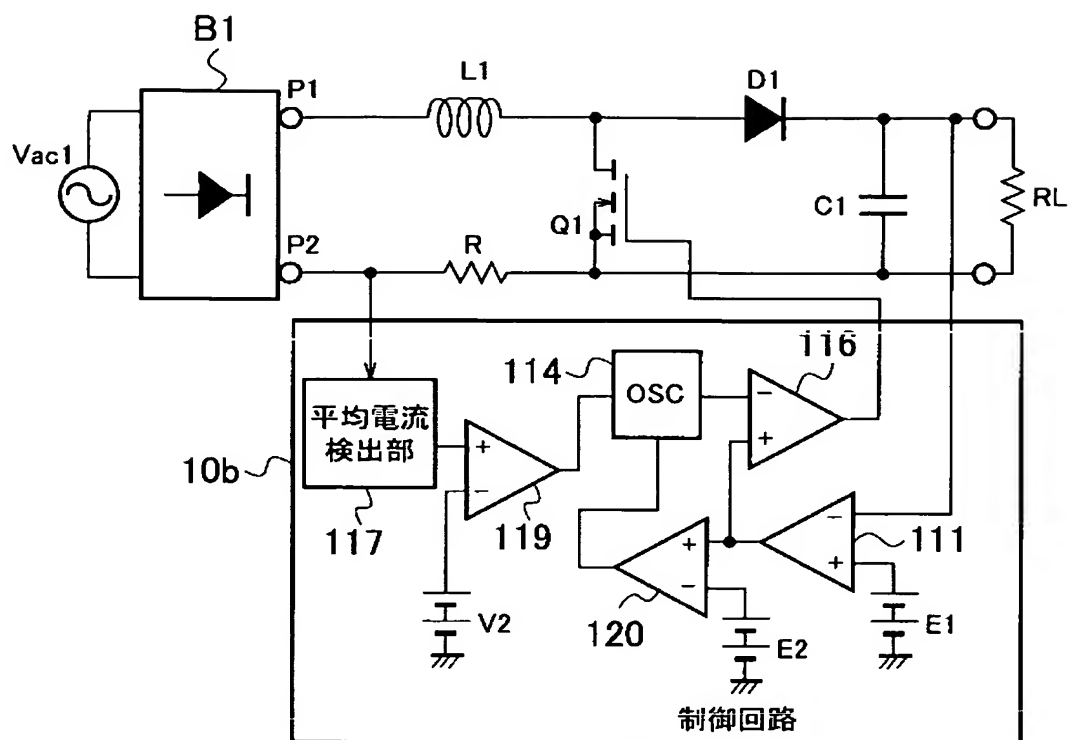 B1
P1
L1
D1
Vac1
P2
R
Q1
C1
RL
114
OSC
-
+
116
平均電流
検出部
+
-
10b
117
119
+
-
-
+
111
V2
120
E2
E1
制御回路